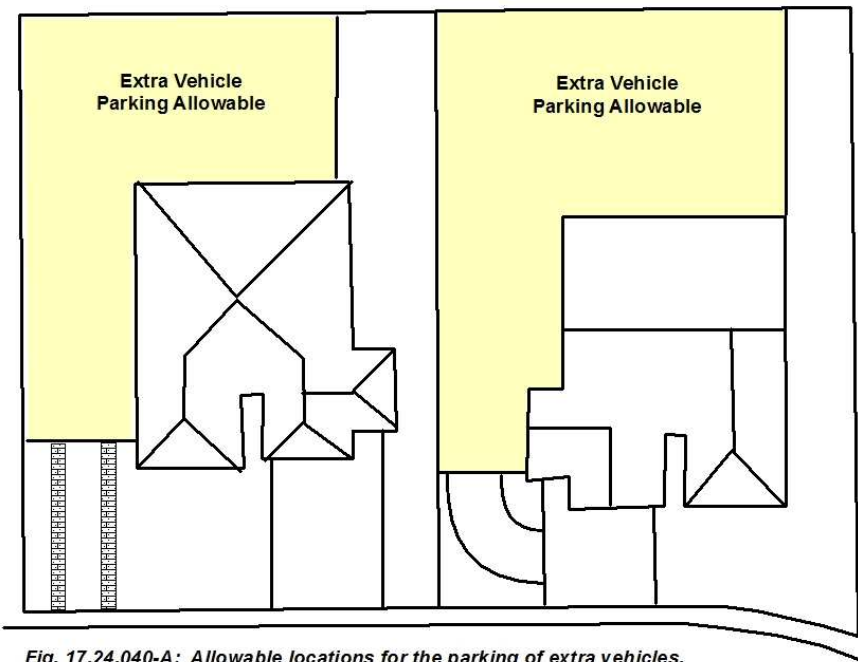 Extra Vehicle
Parking Allowable
Extra Vehicle
Parking Allowable
Fig. 17.24.040-A: Allowable locations for the parking of extra vehicles.